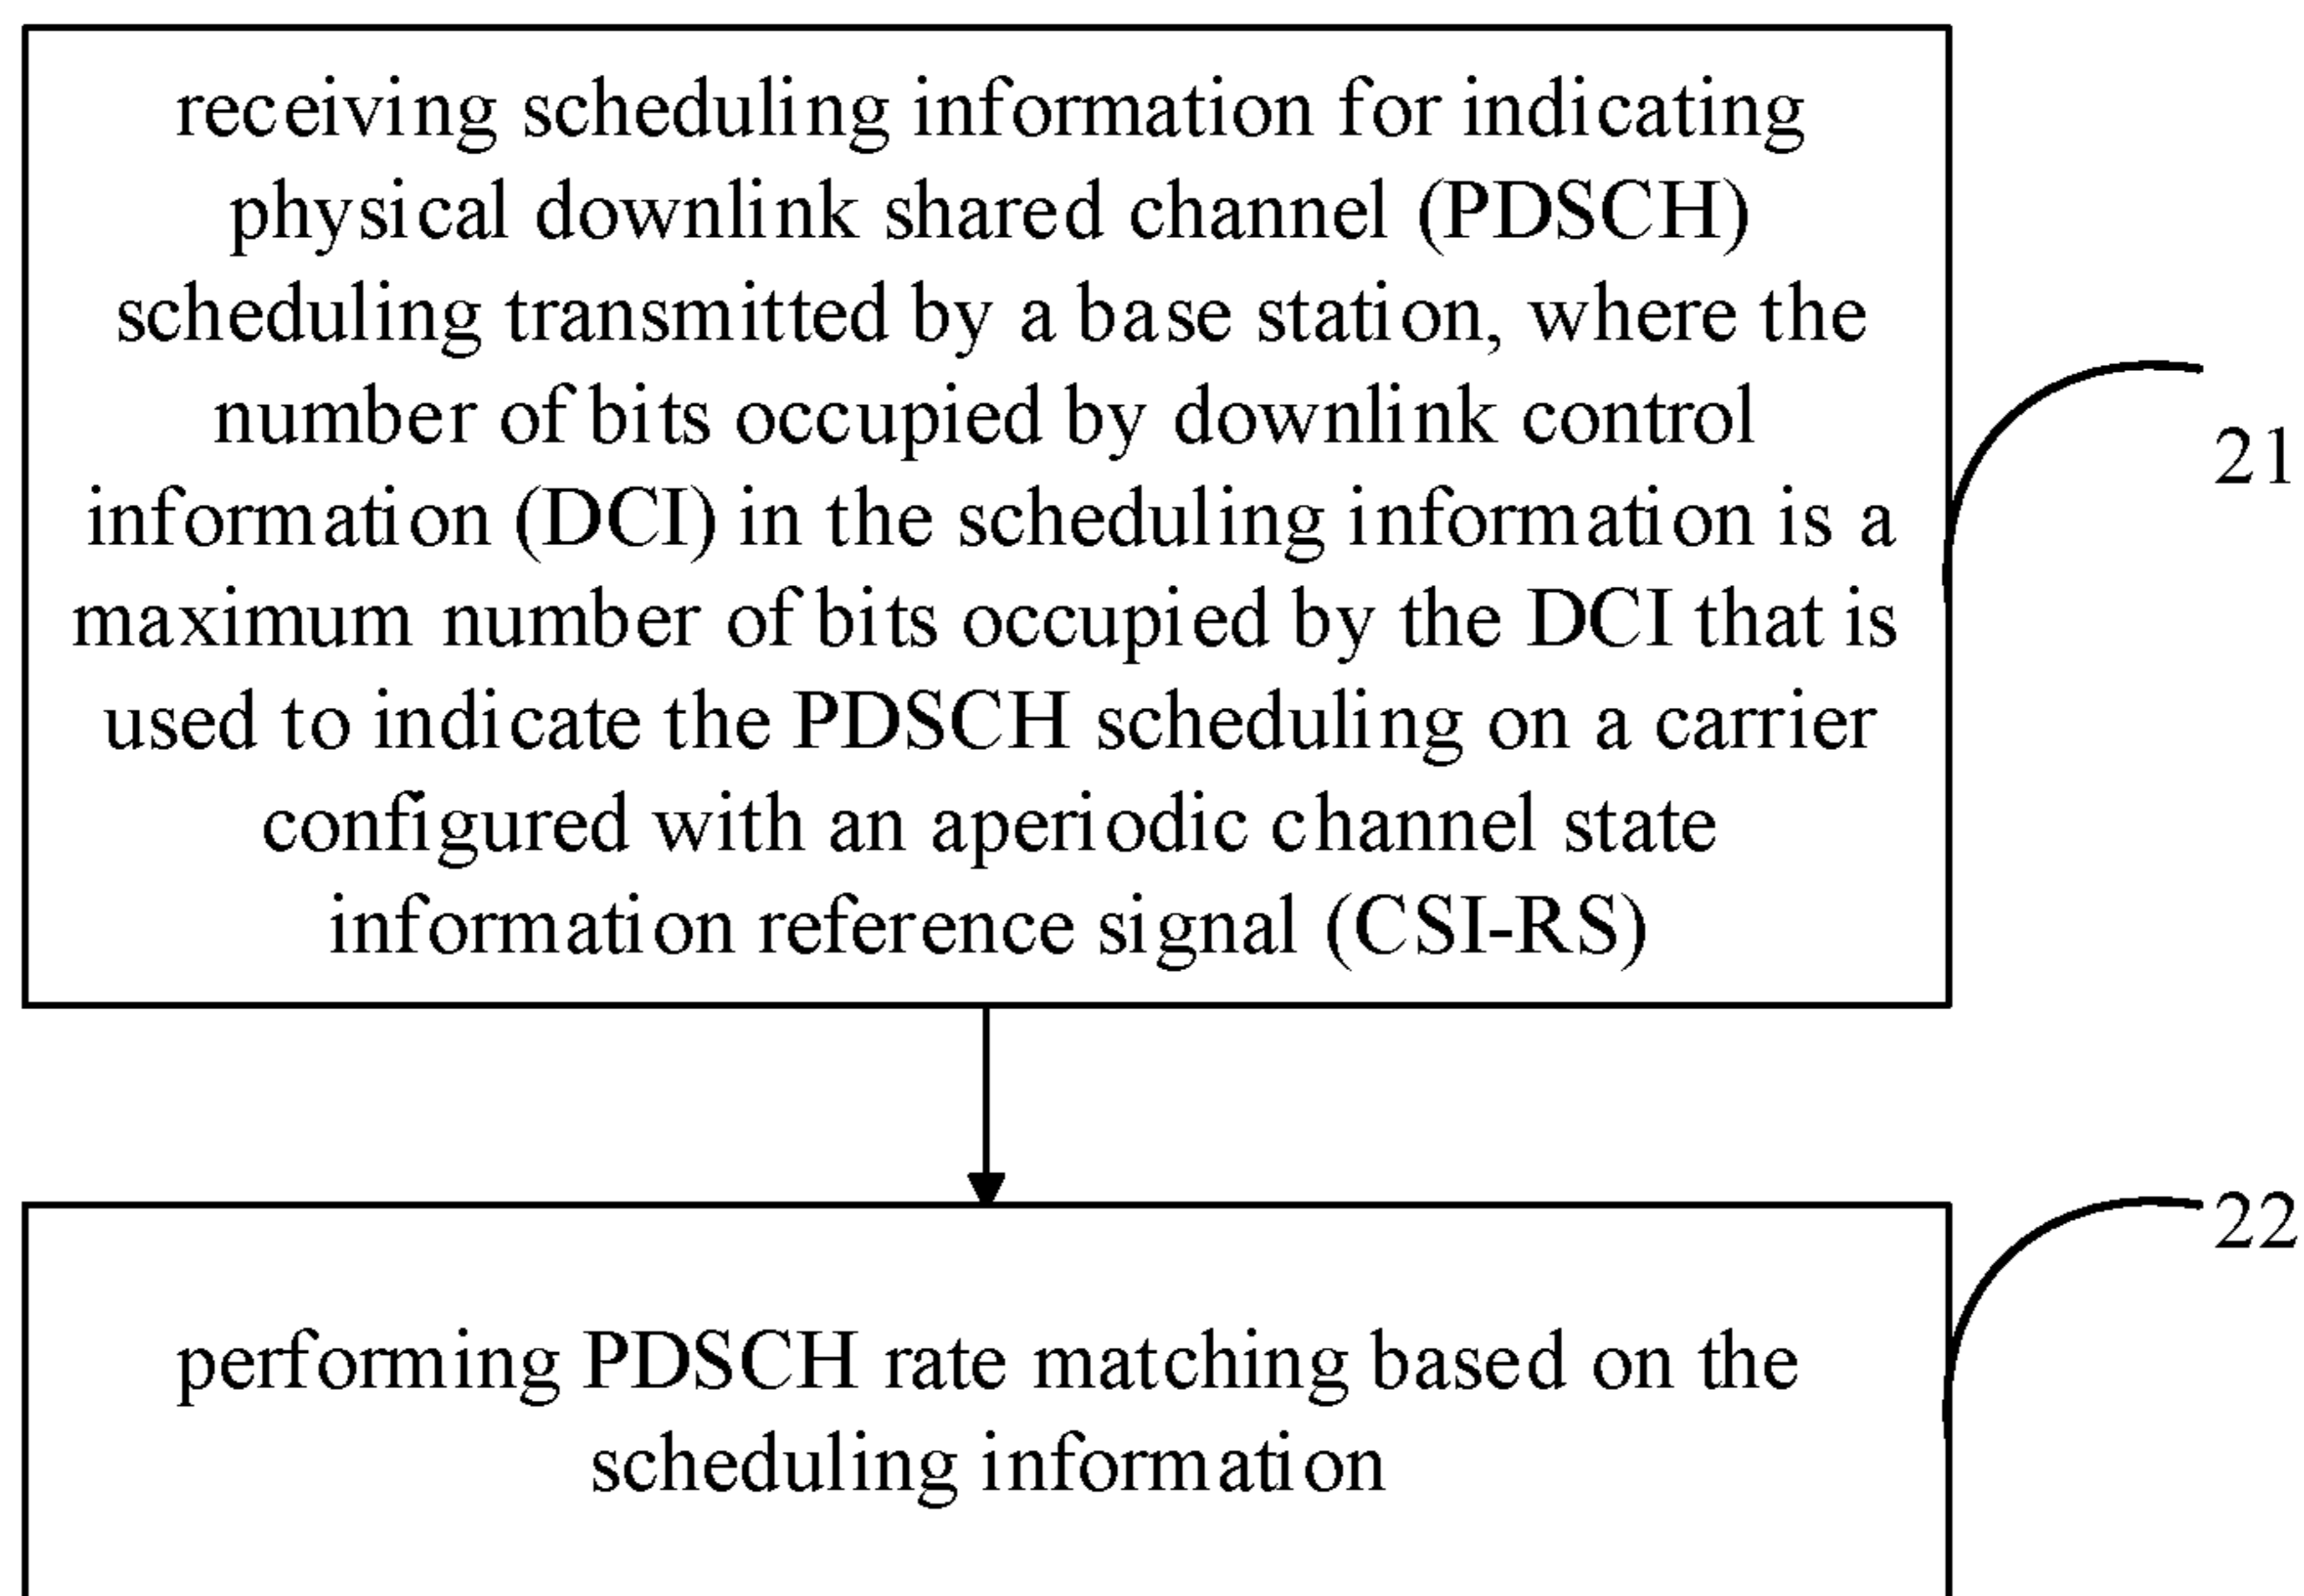 receiving scheduling information for indicating
physical downlink shared channel (PDSCH)
scheduling transmitted by a base station, where the
number of bits occupied by downlink control
information (DCI) in the scheduling information is a
maximum number of bits occupied by the DCI that is
used to indicate the PDSCH scheduling on a carrier
configured with an aperiodic channel state
information reference signal (CSI-RS)
21
22
performing PDSCH rate matching based on the
scheduling information